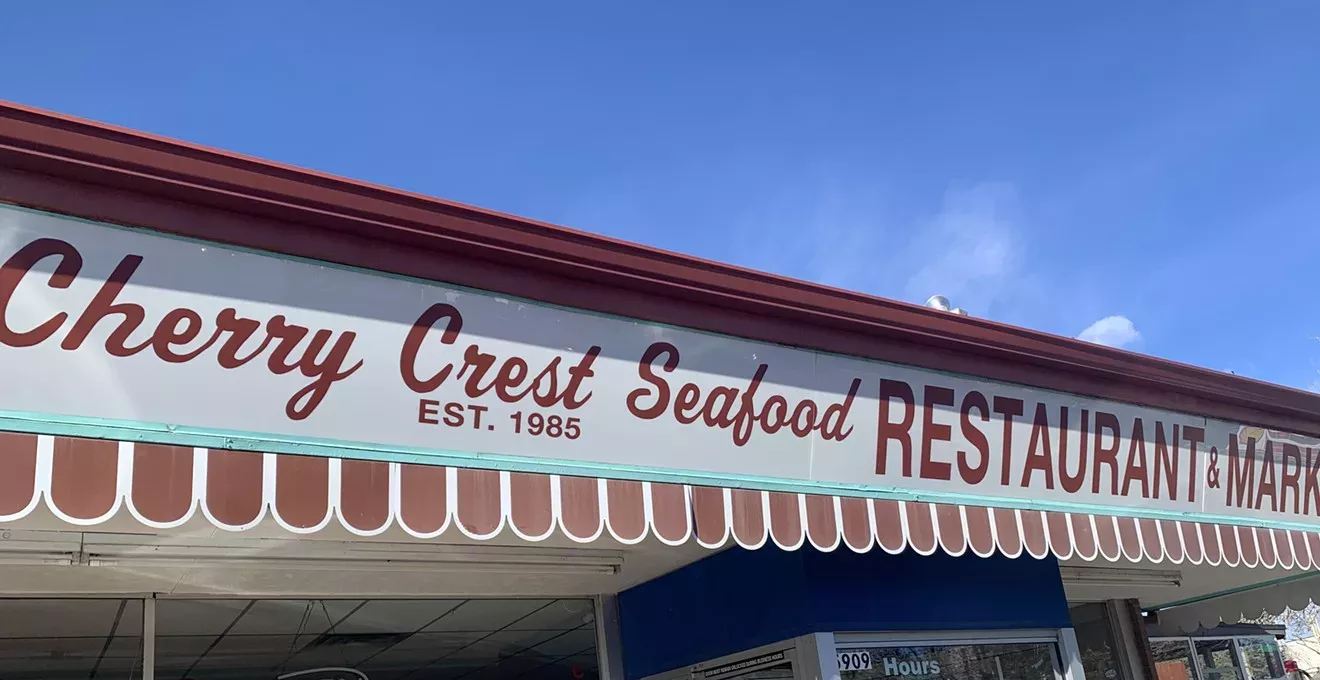 Cherry Crest Seafood RESTAURANT & MARK
EST. 1985
5909
Hours